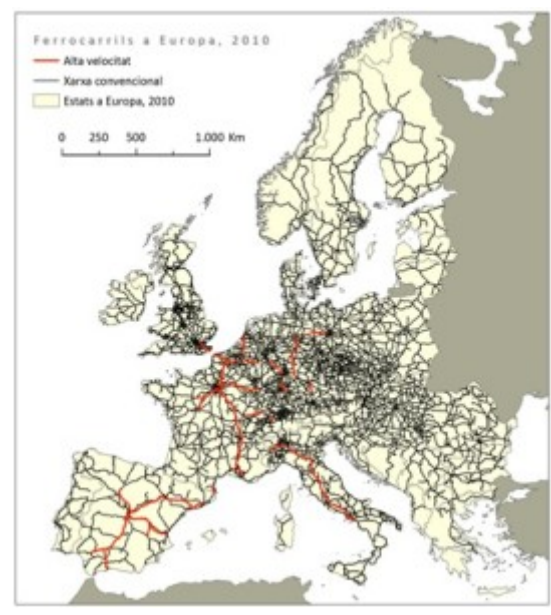 Ferrocarrils a Europa, 2010
Alta velocitat
Xarxa convencional
Estats a Europa, 2010
0 250 500 1.000 Km